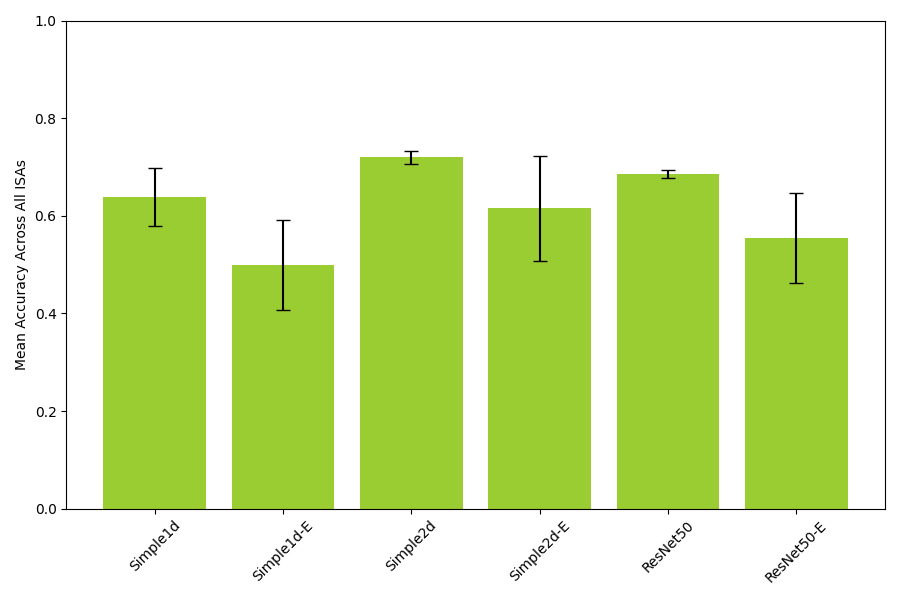 Mean Accuracy Across All ISAs
1.0
0.8
0.6
0.4
0.2
0.0
Simple1d
Simple1d-E
Simple2d
Simple2d-E
ResNet50
ResNet50-E